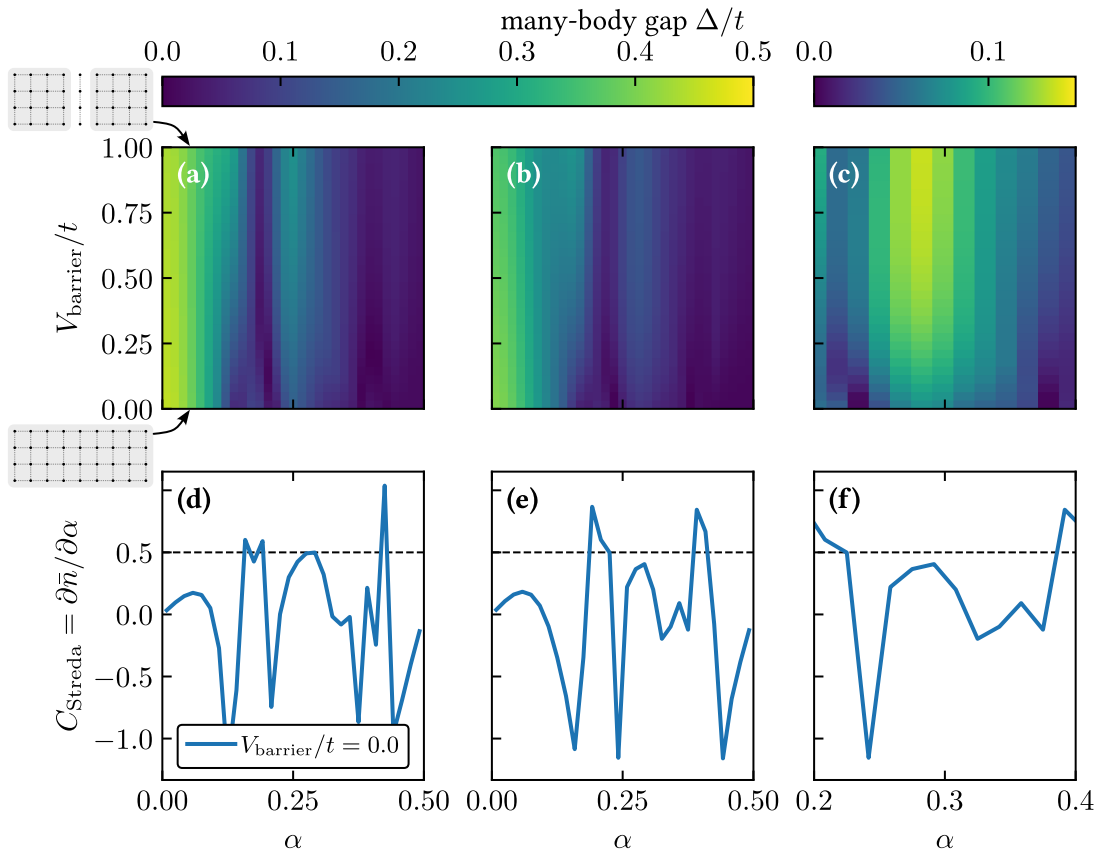 many-body gap Δ/t
0.0 0.1 0.2 0.3 0.4 0.5 0.0 0.1
1.00 (a) (b) (c)
0.75
V_barrier/t
0.50
0.25
0.00
(d) (e) (f)
0.5
C_Streda = ∂n̄/∂α
0.0
−0.5
−1.0
V_barrier/t = 0.0
0.00 0.25 0.50 0.00 0.25 0.50 0.2 0.3 0.4
α α α